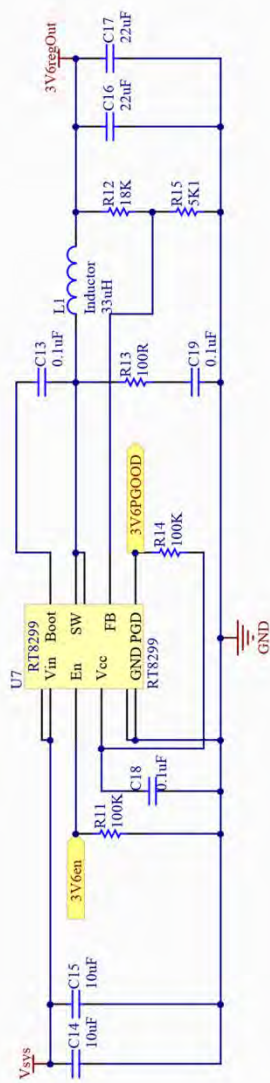 Vsys
C14
10uF
C15
10uF
3V6en
R11
100K
C18
0.1uF
U7
RT8299
Vin
Boot
En
SW
Vcc
FB
GND
PGD
RT8299
3V6PGOOD
R14
100K
C13
0.1uF
R13
100R
C19
0.1uF
L1
Inductor
33uH
R12
18K
R15
5K1
C16
22uF
C17
22uF
3V6regOut
GND